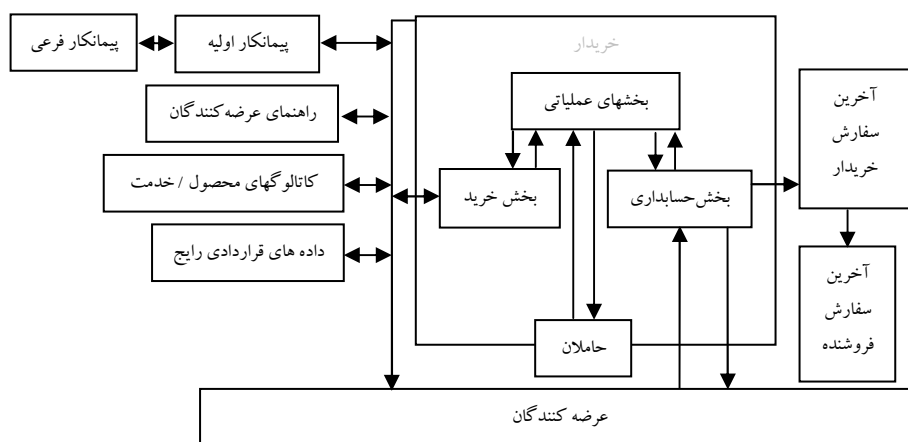 خریدار
پیمانکار اولیه
پیمانکار فرعی
بخشهای عملیاتی
آخرین
سفارش
خریدار
راهنمای عرضه کنندگان
کاتالوگهای محصول / خدمت
بخش خرید
بخش حسابداری
داده های قراردادی رایج
آخرین
سفارش
فروشنده
حاملان
عرضه کنندگان